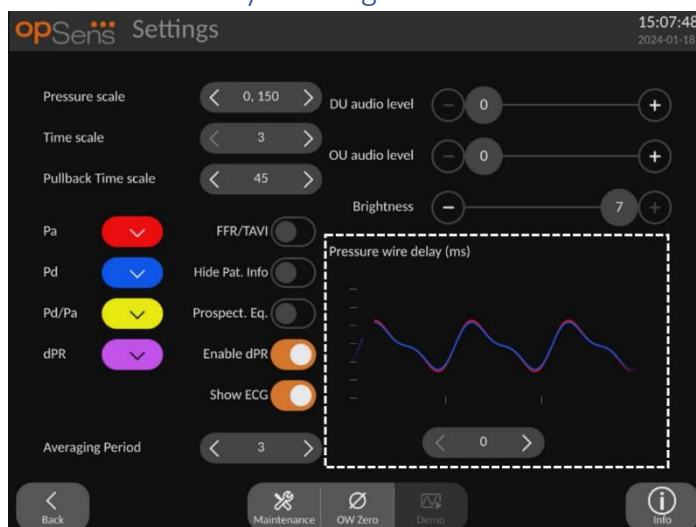 opSens Settings
15:07:48
2024-01-18
Pressure scale
0, 150
Time scale
3
Pullback Time scale
45
DU audio level
0
OU audio level
0
Brightness
7
Pa
Pd
Pd/Pa
dPR
FFR/TAVI
Hide Pat. Info
Prospect. Eq.
Enable dPR
Show ECG
Averaging Period
3
Pressure wire delay (ms)
0
Back
Maintenance
OW Zero
Demo
Info